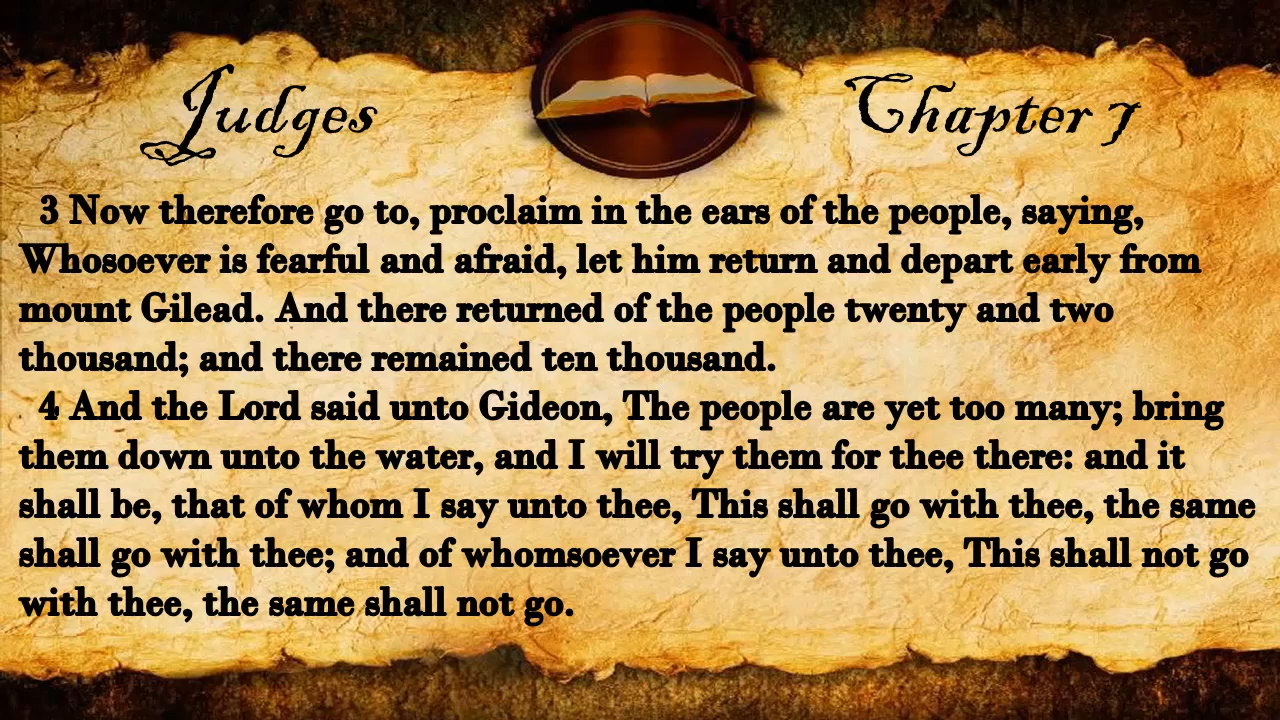 Judges
Chapter 7
3 Now therefore go to, proclaim in the ears of the people, saying,
Whosoever is fearful and afraid, let him return and depart early from
mount Gilead. And there returned of the people twenty and two
thousand; and there remained ten thousand.
4 And the Lord said unto Gideon, The people are yet too many; bring
them down unto the water, and I will try them for thee there: and it
shall be, that of whom I say unto thee, This shall go with thee, the same
shall go with thee; and of whomsoever I say unto thee, This shall not go
with thee, the same shall not go.